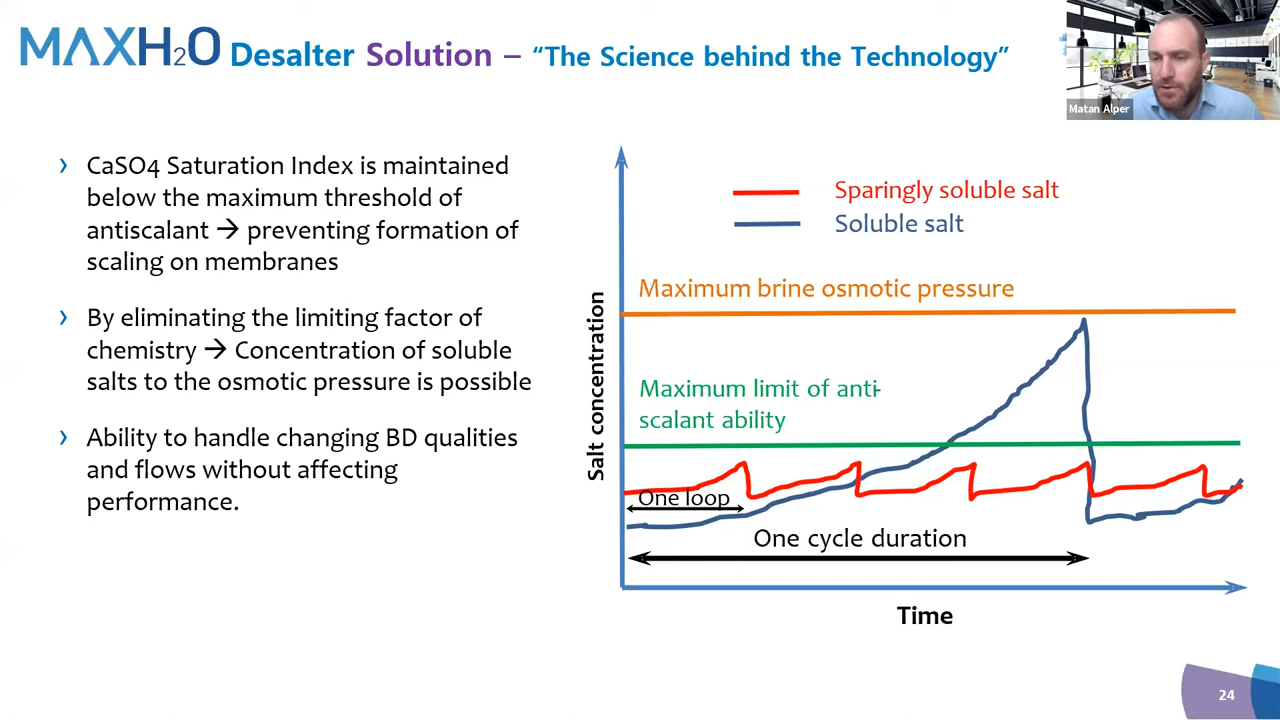 MAXH2O Desalter Solution – “The Science behind the Technology”
Matan Alper
› CaSO4 Saturation Index is maintained
below the maximum threshold of
antiscalant → preventing formation of
scaling on membranes
› By eliminating the limiting factor of
chemistry → Concentration of soluble
salts to the osmotic pressure is possible
› Ability to handle changing BD qualities
and flows without affecting
performance.
Sparingly soluble salt
Soluble salt
Maximum brine osmotic pressure
Maximum limit of anti-
scalant ability
One loop
One cycle duration
Salt concentration
Time
24